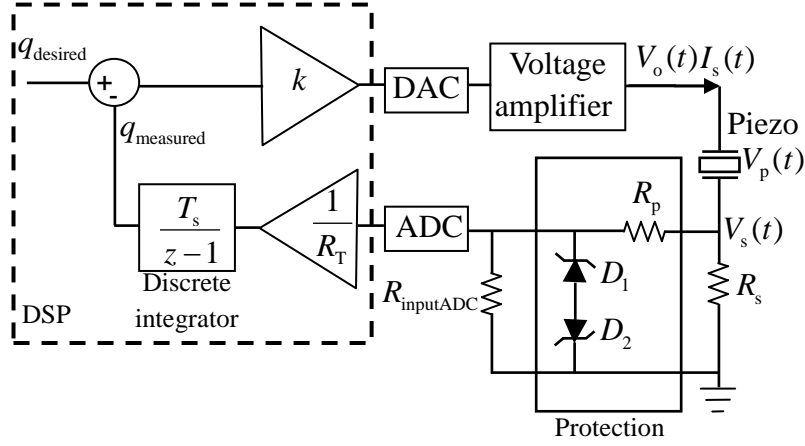 q_desired
+
-
k
DAC
Voltage
amplifier
V_o(t) I_s(t)
Piezo
V_p(t)
q_measured
T_s
z-1
Discrete
integrator
1
R_T
ADC
R_p
V_s(t)
R_inputADC
D_1
D_2
R_s
DSP
Protection